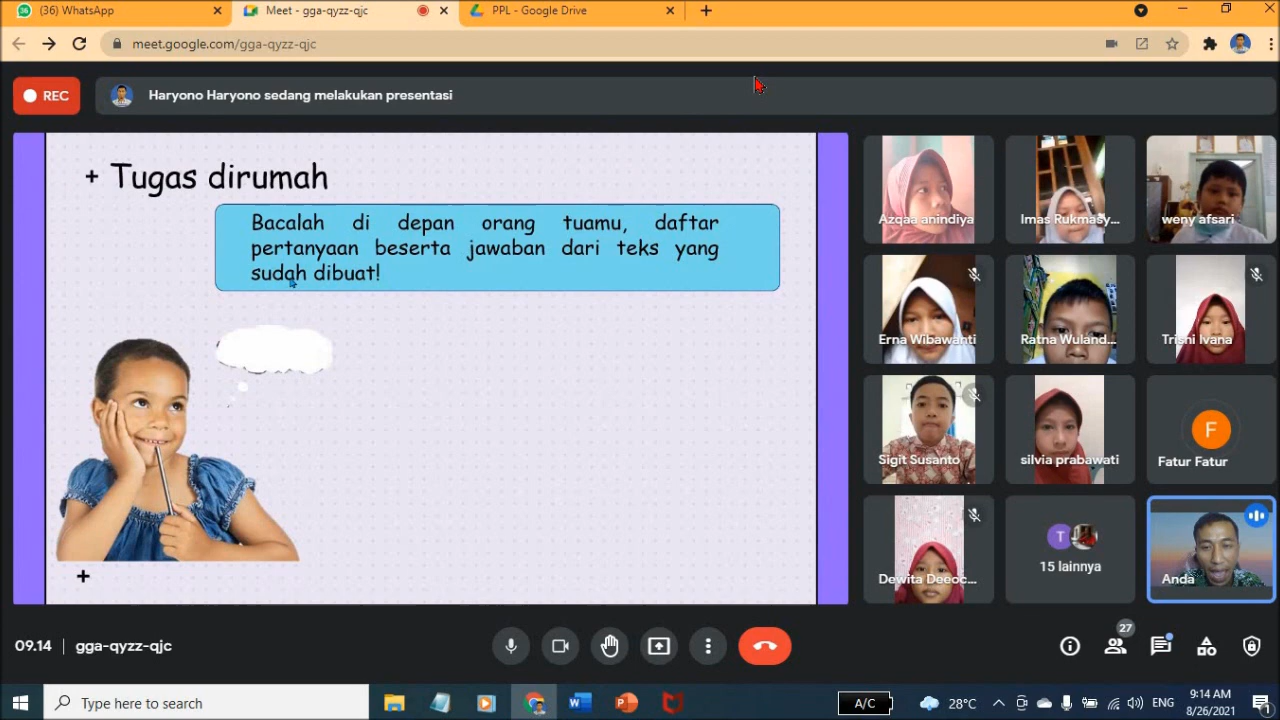 (36) WhatsApp
Meet - gga-qyzz-qjc
PPL - Google Drive
meet.google.com/gga-qyzz-qjc
REC
Haryono Haryono sedang melakukan presentasi
+ Tugas dirumah
Bacalah di depan orang tuamu, daftar
pertanyaan beserta jawaban dari teks yang
sudah dibuat!
+
Azqaa anindiya
Imas Rukmasy...
weny afsari
Erna Wibawanti
Ratna Wuland...
Trisni Ivana
Sigit Susanto
silvia prabawati
F
Fatur Fatur
Dewita Deeoc...
T
15 lainnya
Anda
09.14 | gga-qyzz-qjc
27
Type here to search
A/C
28°C
ENG
9:14 AM
8/26/2021
1